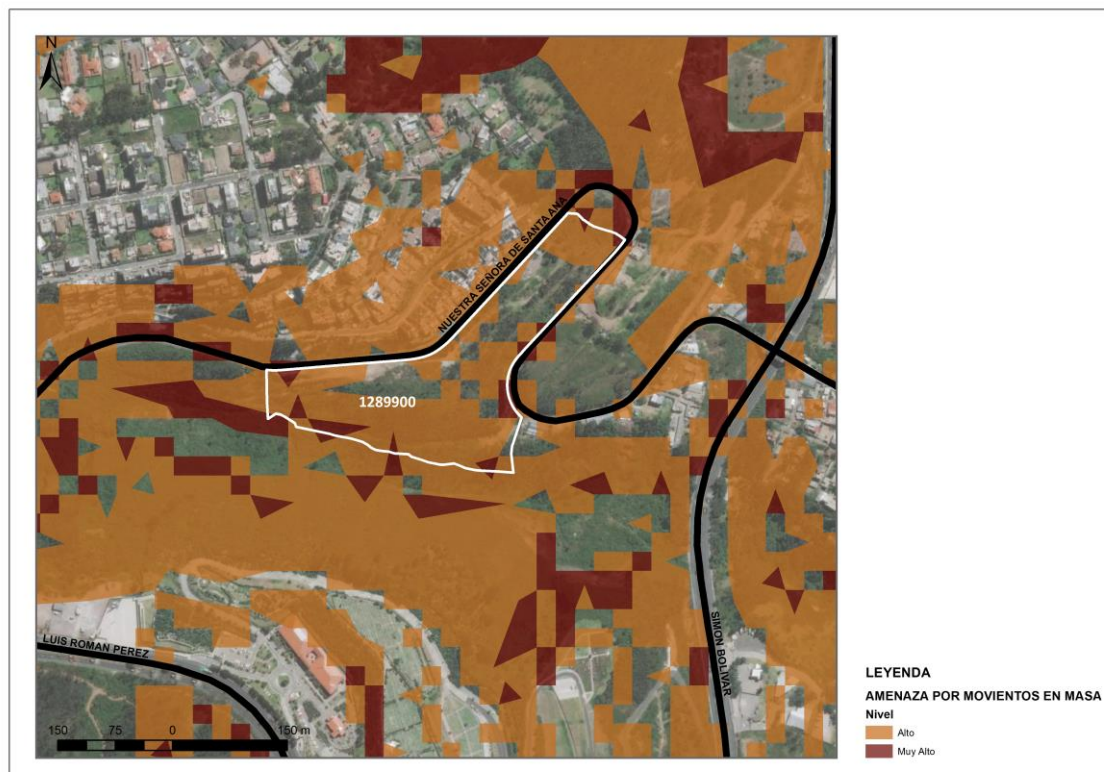 N
NUESTRA SEÑORA DE SANTA ANA
1289900
LUIS ROMAN PEREZ
SIMON BOLIVAR
150 75 0 150 m
LEYENDA
AMENAZA POR MOVIENTOS EN MASA
Nivel
Alto
Muy Alto